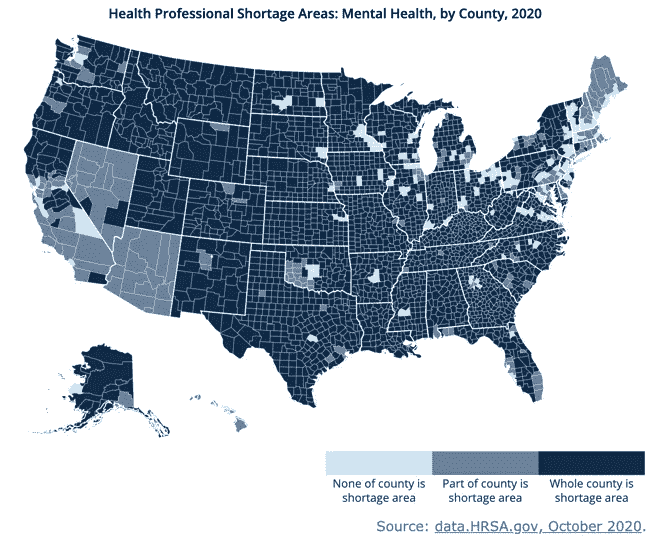 Health Professional Shortage Areas: Mental Health, by County, 2020
None of county is
shortage area
Part of county is
shortage area
Whole county is
shortage area
Source: data.HRSA.gov, October 2020.